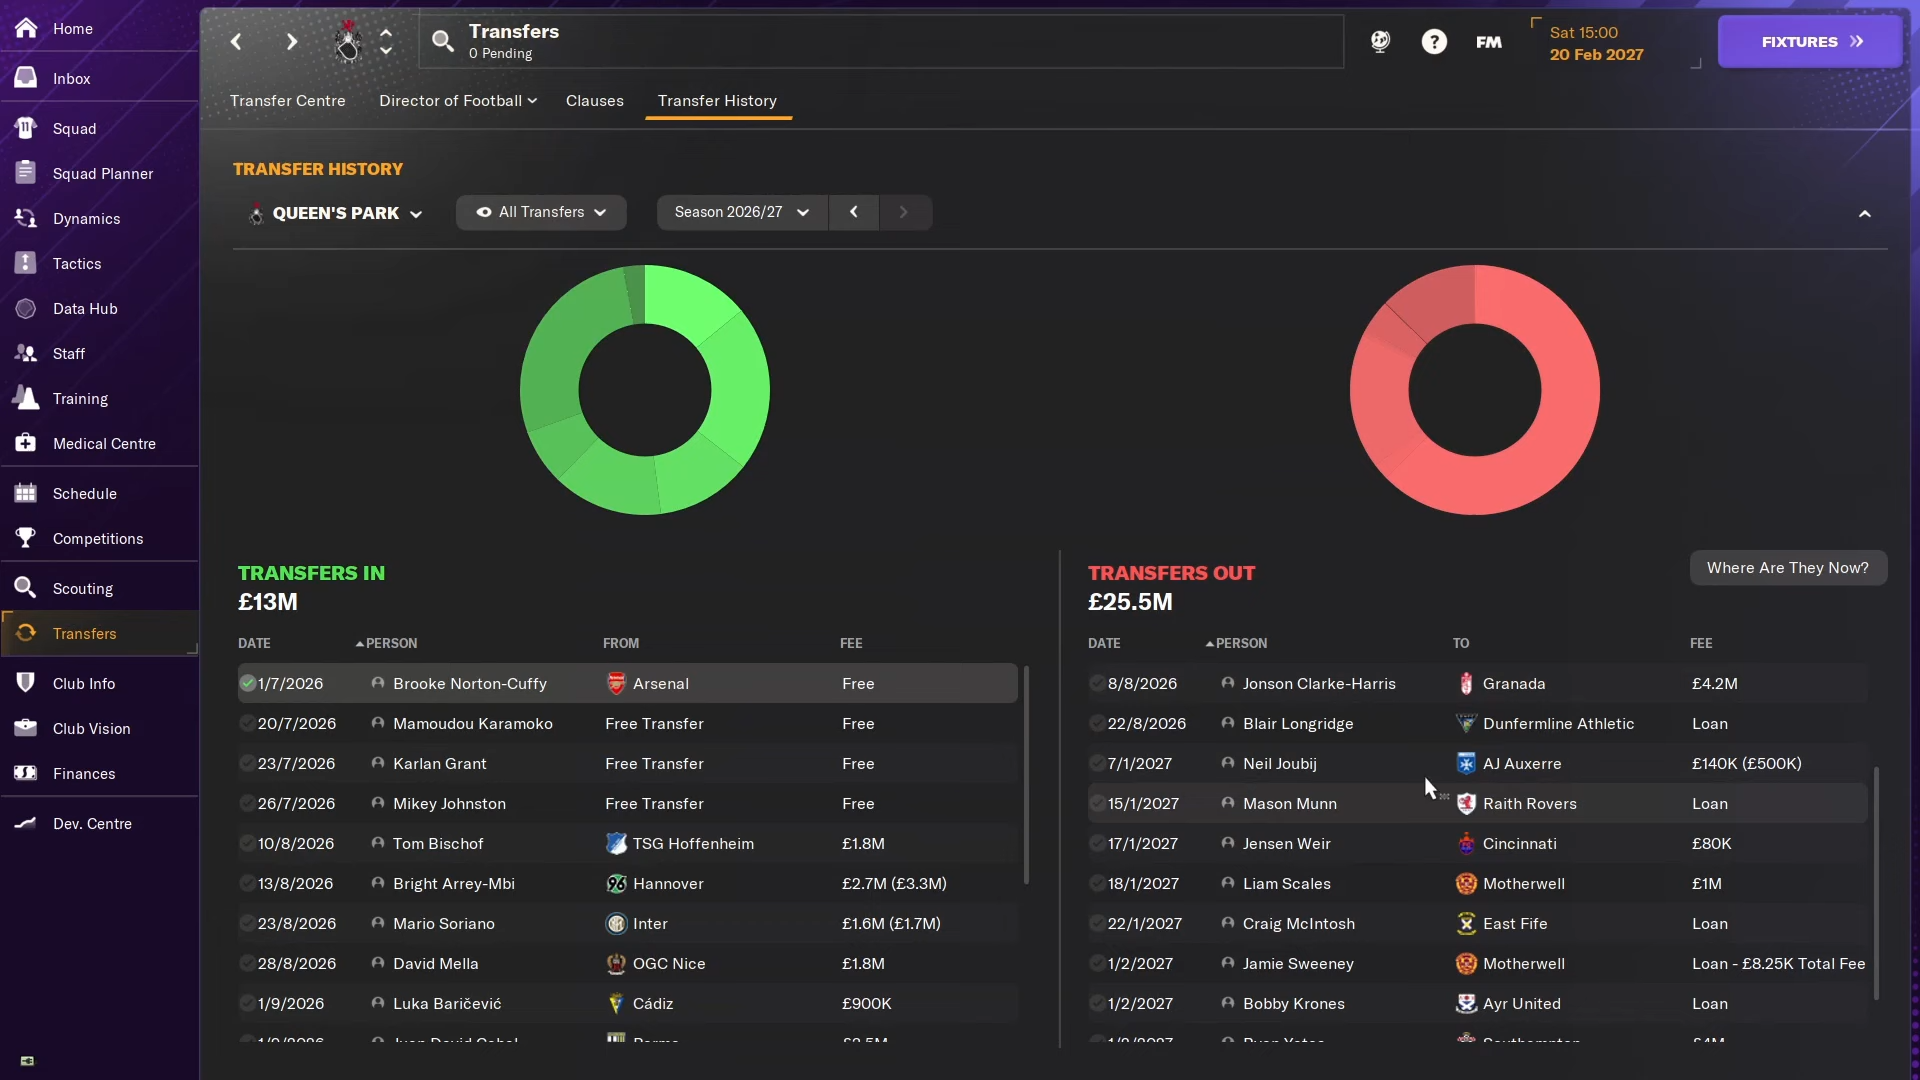 Home
Inbox
Squad
Squad Planner
Dynamics
Tactics
Data Hub
Staff
Training
Medical Centre
Schedule
Competitions
Scouting
Transfers
Club Info
Club Vision
Finances
Dev. Centre
Transfers
0 Pending
FM
Sat 15:00
20 Feb 2027
FIXTURES
Transfer Centre
Director of Football
Clauses
Transfer History
TRANSFER HISTORY
QUEEN'S PARK
All Transfers
Season 2026/27
TRANSFERS IN
£13M
DATE PERSON FROM FEE
1/7/2026 Brooke Norton-Cuffy Arsenal Free
20/7/2026 Mamoudou Karamoko Free Transfer Free
23/7/2026 Karlan Grant Free Transfer Free
26/7/2026 Mikey Johnston Free Transfer Free
10/8/2026 Tom Bischof TSG Hoffenheim £1.8M
13/8/2026 Bright Arrey-Mbi Hannover £2.7M (£3.3M)
23/8/2026 Mario Soriano Inter £1.6M (£1.7M)
28/8/2026 David Mella OGC Nice £1.8M
1/9/2026 Luka Baričević Cádiz £900K
TRANSFERS OUT
£25.5M
Where Are They Now?
DATE PERSON TO FEE
8/8/2026 Jonson Clarke-Harris Granada £4.2M
22/8/2026 Blair Longridge Dunfermline Athletic Loan
7/1/2027 Neil Joubij AJ Auxerre £140K (£500K)
15/1/2027 Mason Munn Raith Rovers Loan
17/1/2027 Jensen Weir Cincinnati £80K
18/1/2027 Liam Scales Motherwell £1M
22/1/2027 Craig McIntosh East Fife Loan
1/2/2027 Jamie Sweeney Motherwell Loan - £8.25K Total Fee
1/2/2027 Bobby Krones Ayr United Loan